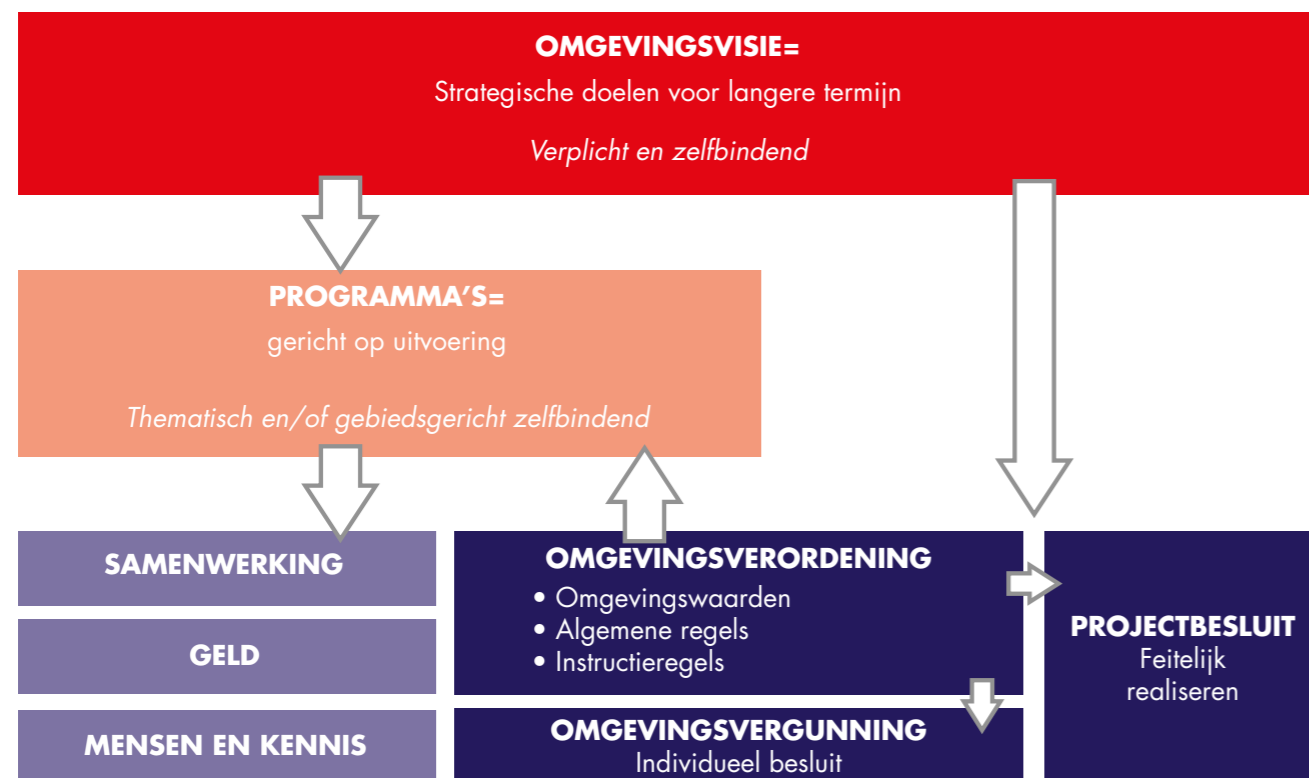 OMGEVINGSVISIE=
Strategische doelen voor langere termijn
Verplicht en zelfbindend
PROGRAMMA’S=
gericht op uitvoering
Thematisch en/of gebiedsgericht zelfbindend
SAMENWERKING
GELD
MENSEN EN KENNIS
OMGEVINGSVERORDENING
• Omgevingswaarden
• Algemene regels
• Instructieregels
OMGEVINGSVERGUNNING
Individueel besluit
PROJECTBESLUIT
Feitelijk
realiseren